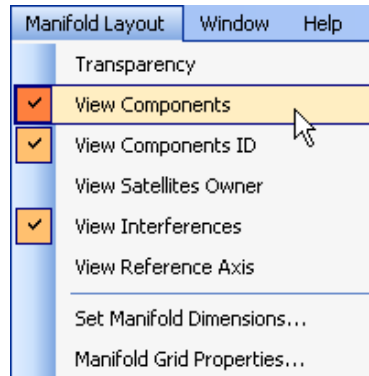 Manifold Layout Window Help
Transparency
View Components
View Components ID
View Satellites Owner
View Interferences
View Reference Axis
Set Manifold Dimensions...
Manifold Grid Properties...